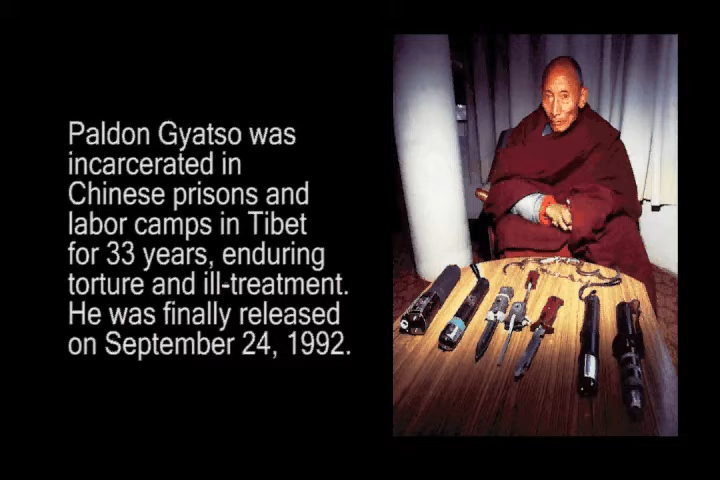 Paldon Gyatso was
incarcerated in
Chinese prisons and
labor camps in Tibet
for 33 years, enduring
torture and ill-treatment.
He was finally released
on September 24, 1992.